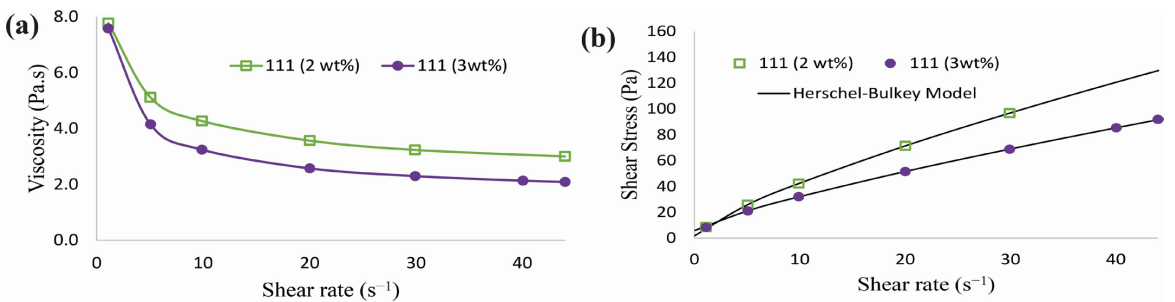 (a)
Viscosity (Pa.s)
8.0
6.0
4.0
2.0
0.0
111 (2 wt%) 111 (3wt%)
0 10 20 30 40
Shear rate (s⁻¹)
(b)
Shear Stress (Pa)
160
140
120
100
80
60
40
20
0
111 (2 wt%) 111 (3wt%)
Herschel-Bulkey Model
0 10 20 30 40
Shear rate (s⁻¹)